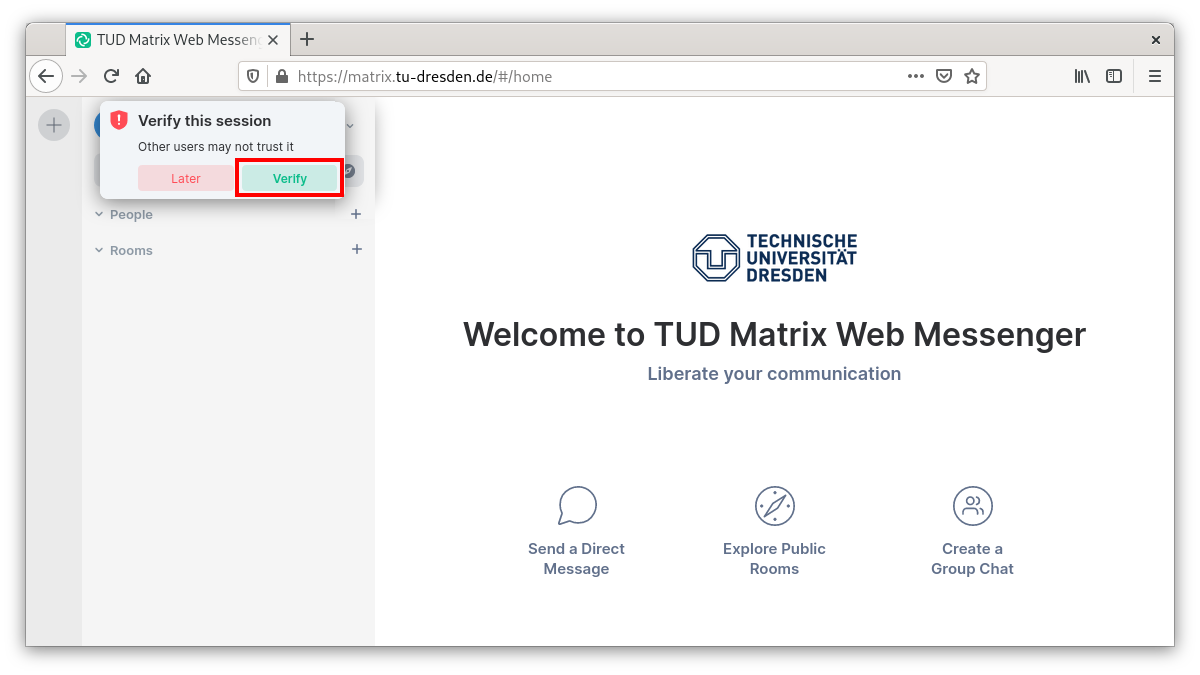 TUD Matrix Web Messeng
https://matrix.tu-dresden.de/#/home
Verify this session
Other users may not trust it
Later
Verify
People
Rooms
TECHNISCHE
UNIVERSITÄT
DRESDEN
Welcome to TUD Matrix Web Messenger
Liberate your communication
Send a Direct
Message
Explore Public
Rooms
Create a
Group Chat